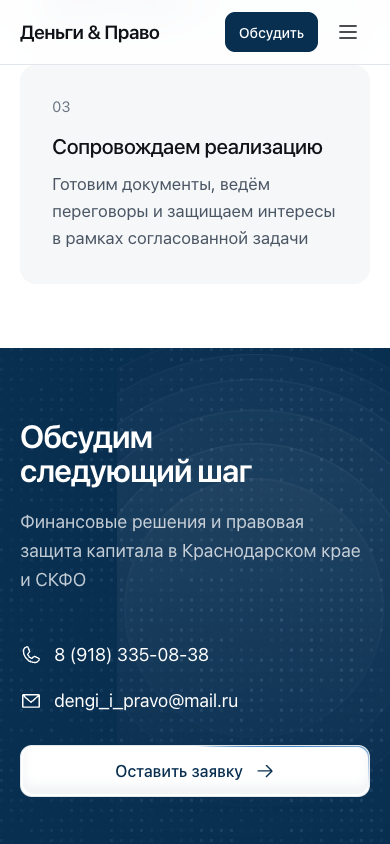 Деньги & Право
Обсудить
03
Сопровождаем реализацию
Готовим документы, ведём
переговоры и защищаем интересы
в рамках согласованной задачи
Обсудим
следующий шаг
Финансовые решения и правовая
защита капитала в Краснодарском крае
и СКФО
8 (918) 335-08-38
dengi_i_pravo@mail.ru
Оставить заявку